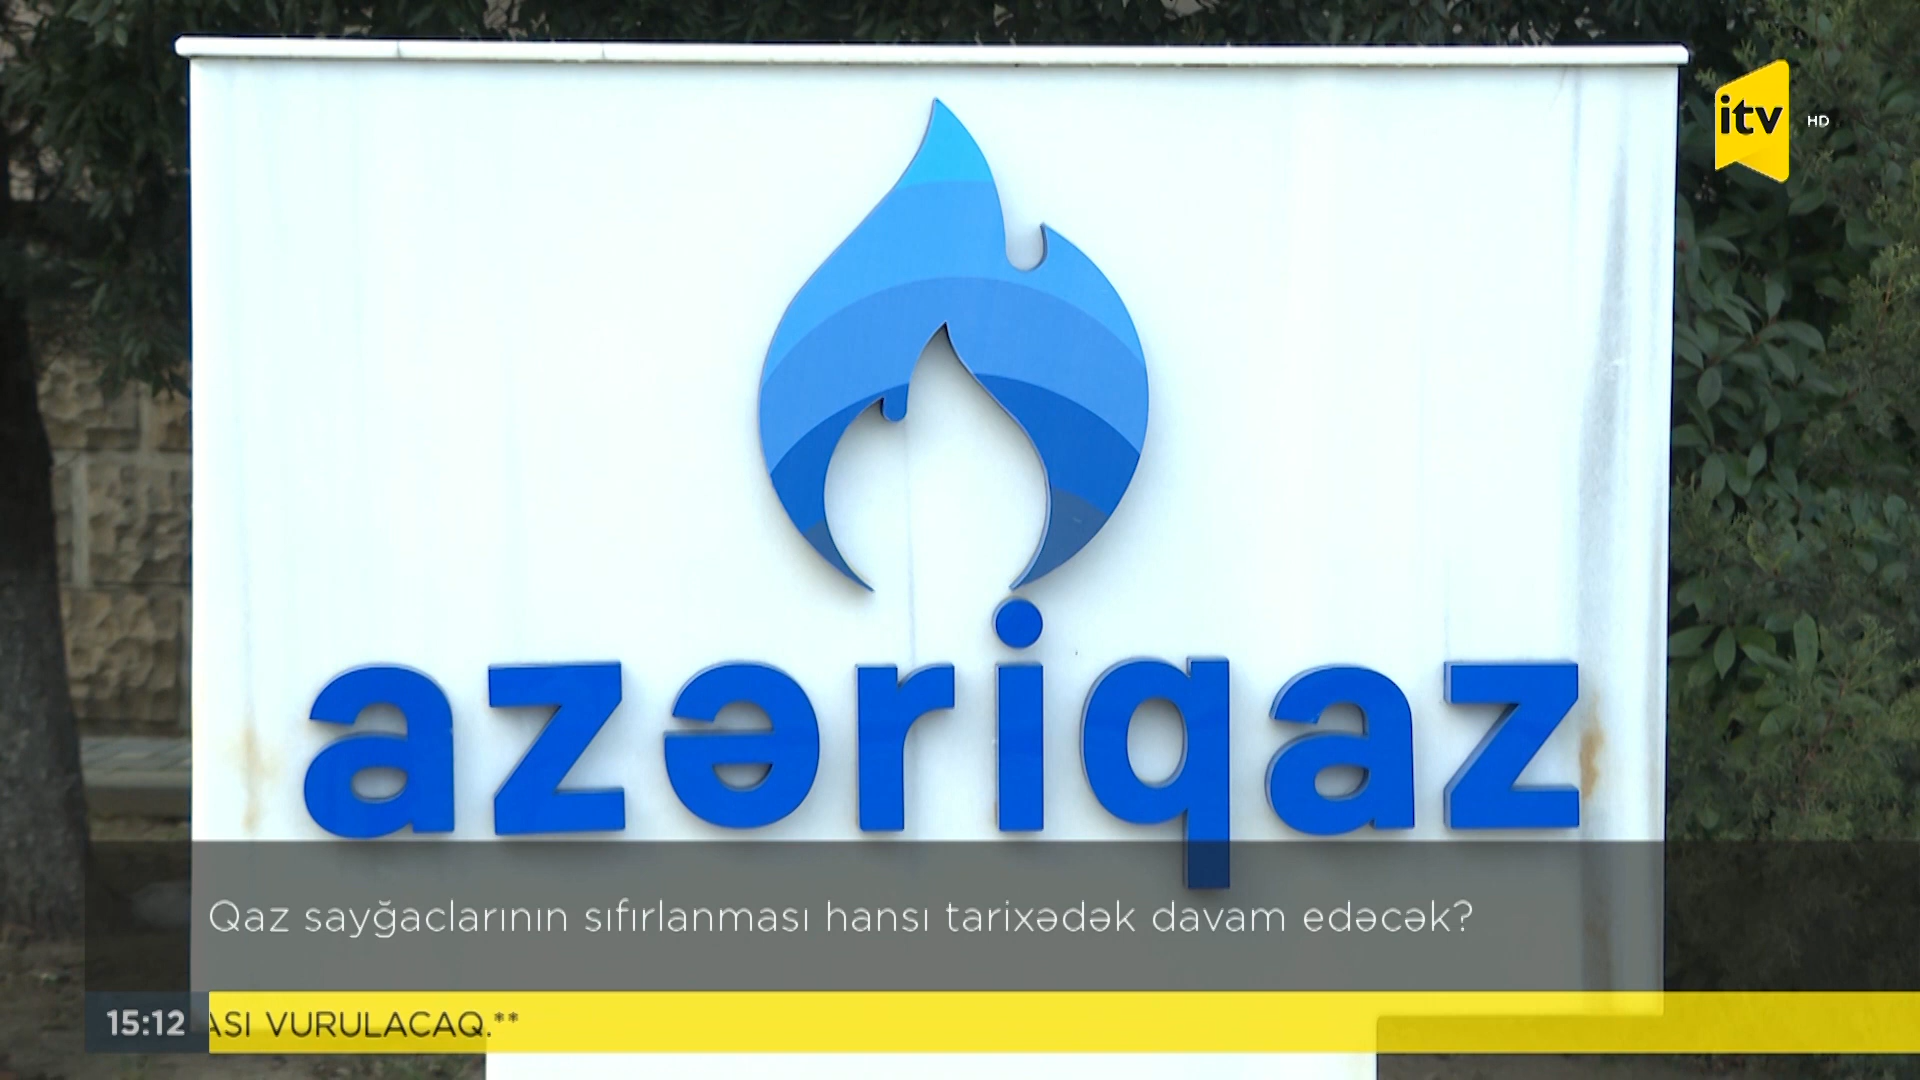 itv HD
azəriqaz
Qaz sayğaclarının sıfırlanması hansı tarixədək davam edəcək?
15:12 ASI VURULACAQ.**